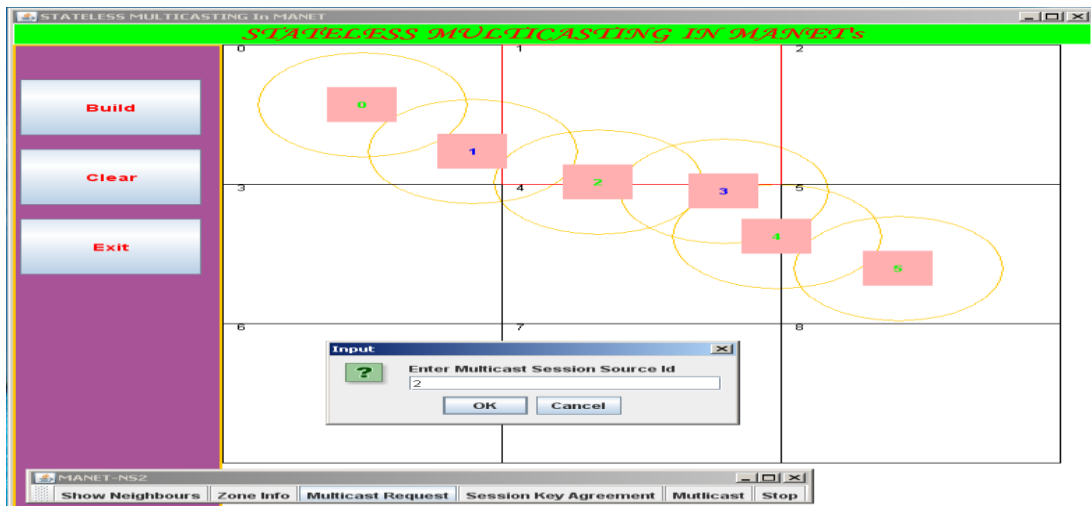 STATELESS MULTICASTING In MANET
STATELESS MULTICASTING IN MANET's
Build
Clear
Exit
0 1 2
0
1
2
3
3 4 5
4
5
6 7 8
Input
? Enter Multicast Session Source Id
2
OK Cancel
MANET-NS2
Show Neighbours Zone Info Multicast Request Session Key Agreement Mutlicast Stop